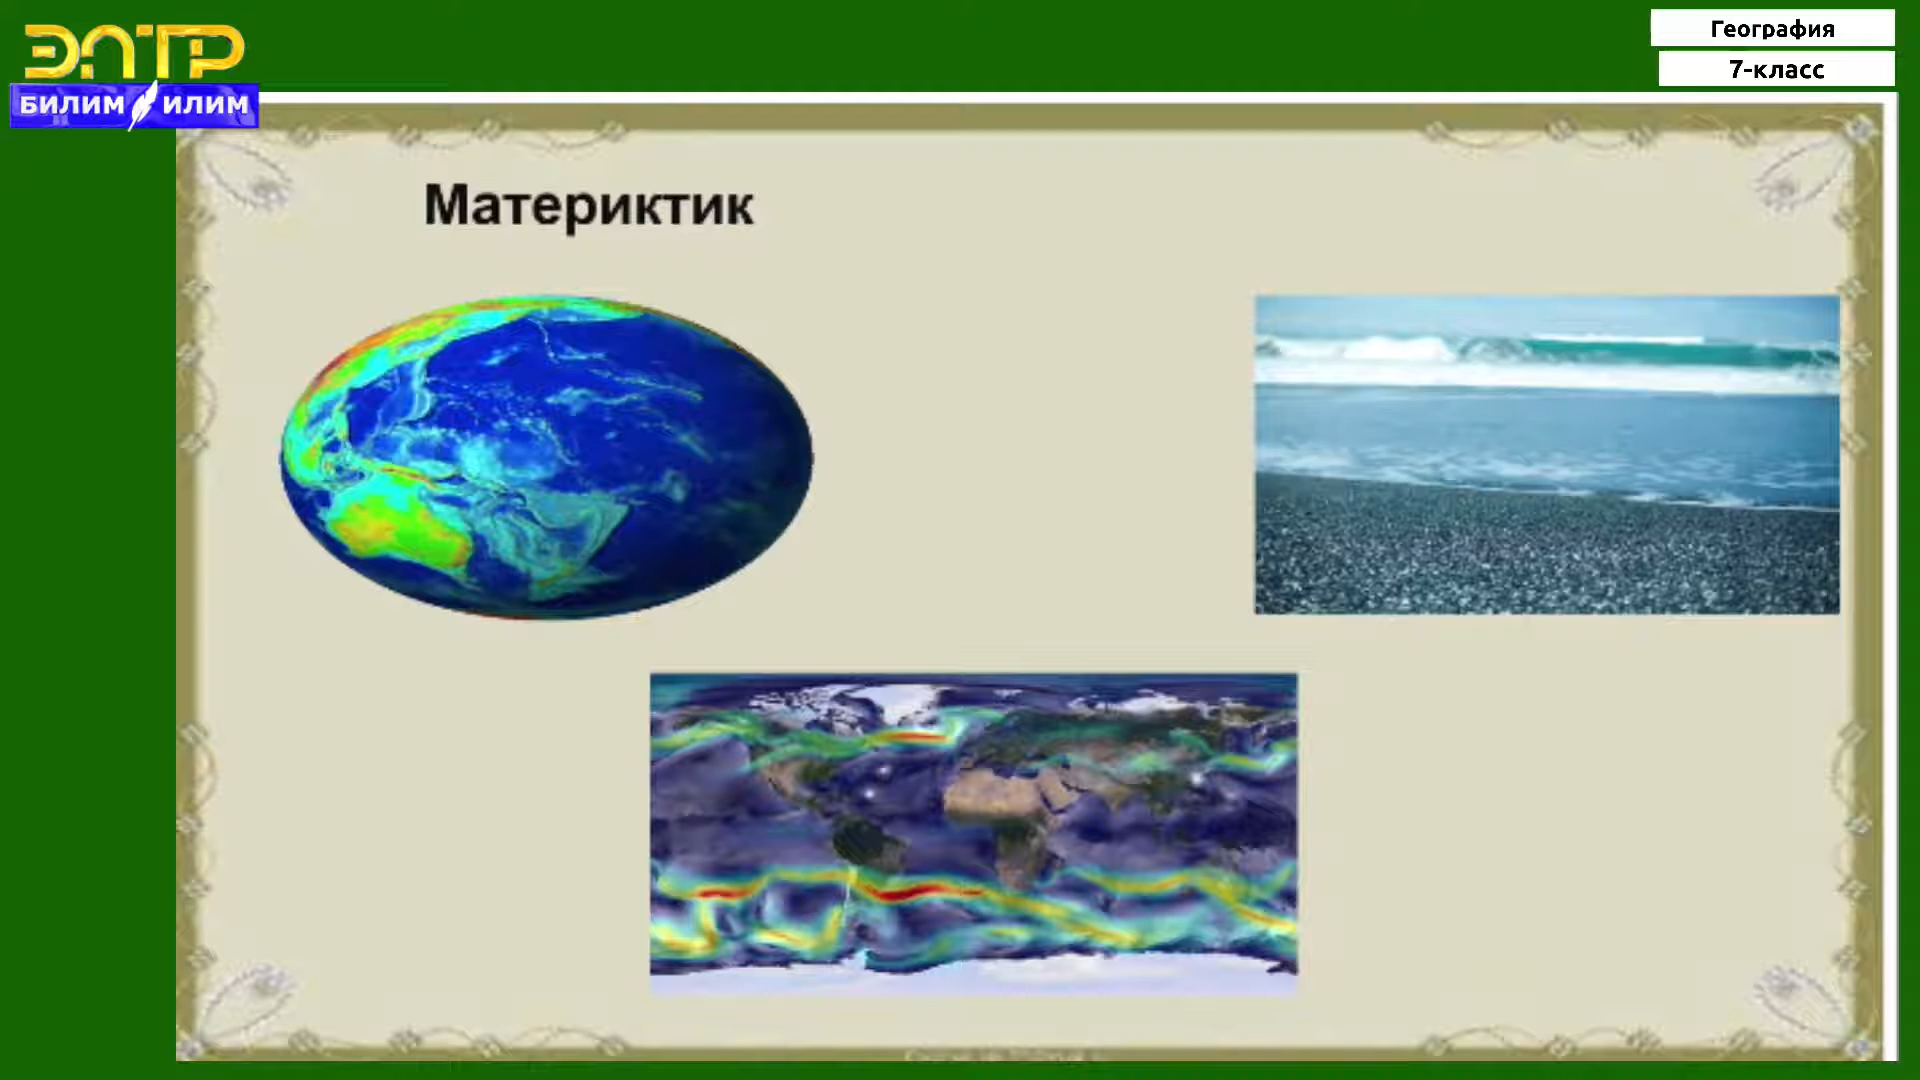 ЭЛТР
БИЛИМ ИЛИМ
География
7-класс
Материктик